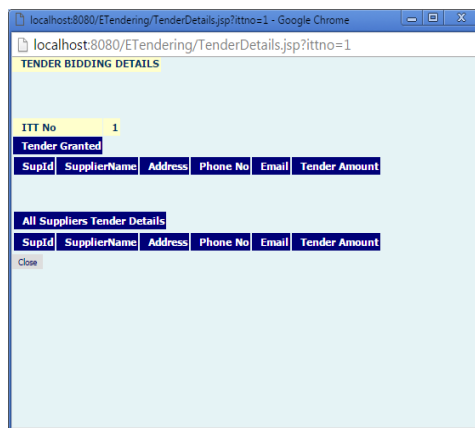 localhost:8080/ETendering/TenderDetails.jsp?ittno=1 - Google Chrome
localhost:8080/ETendering/TenderDetails.jsp?ittno=1
TENDER BIDDING DETAILS
ITT No 1
Tender Granted
SupId SupplierName Address Phone No Email Tender Amount
All Suppliers Tender Details
SupId SupplierName Address Phone No Email Tender Amount
Close